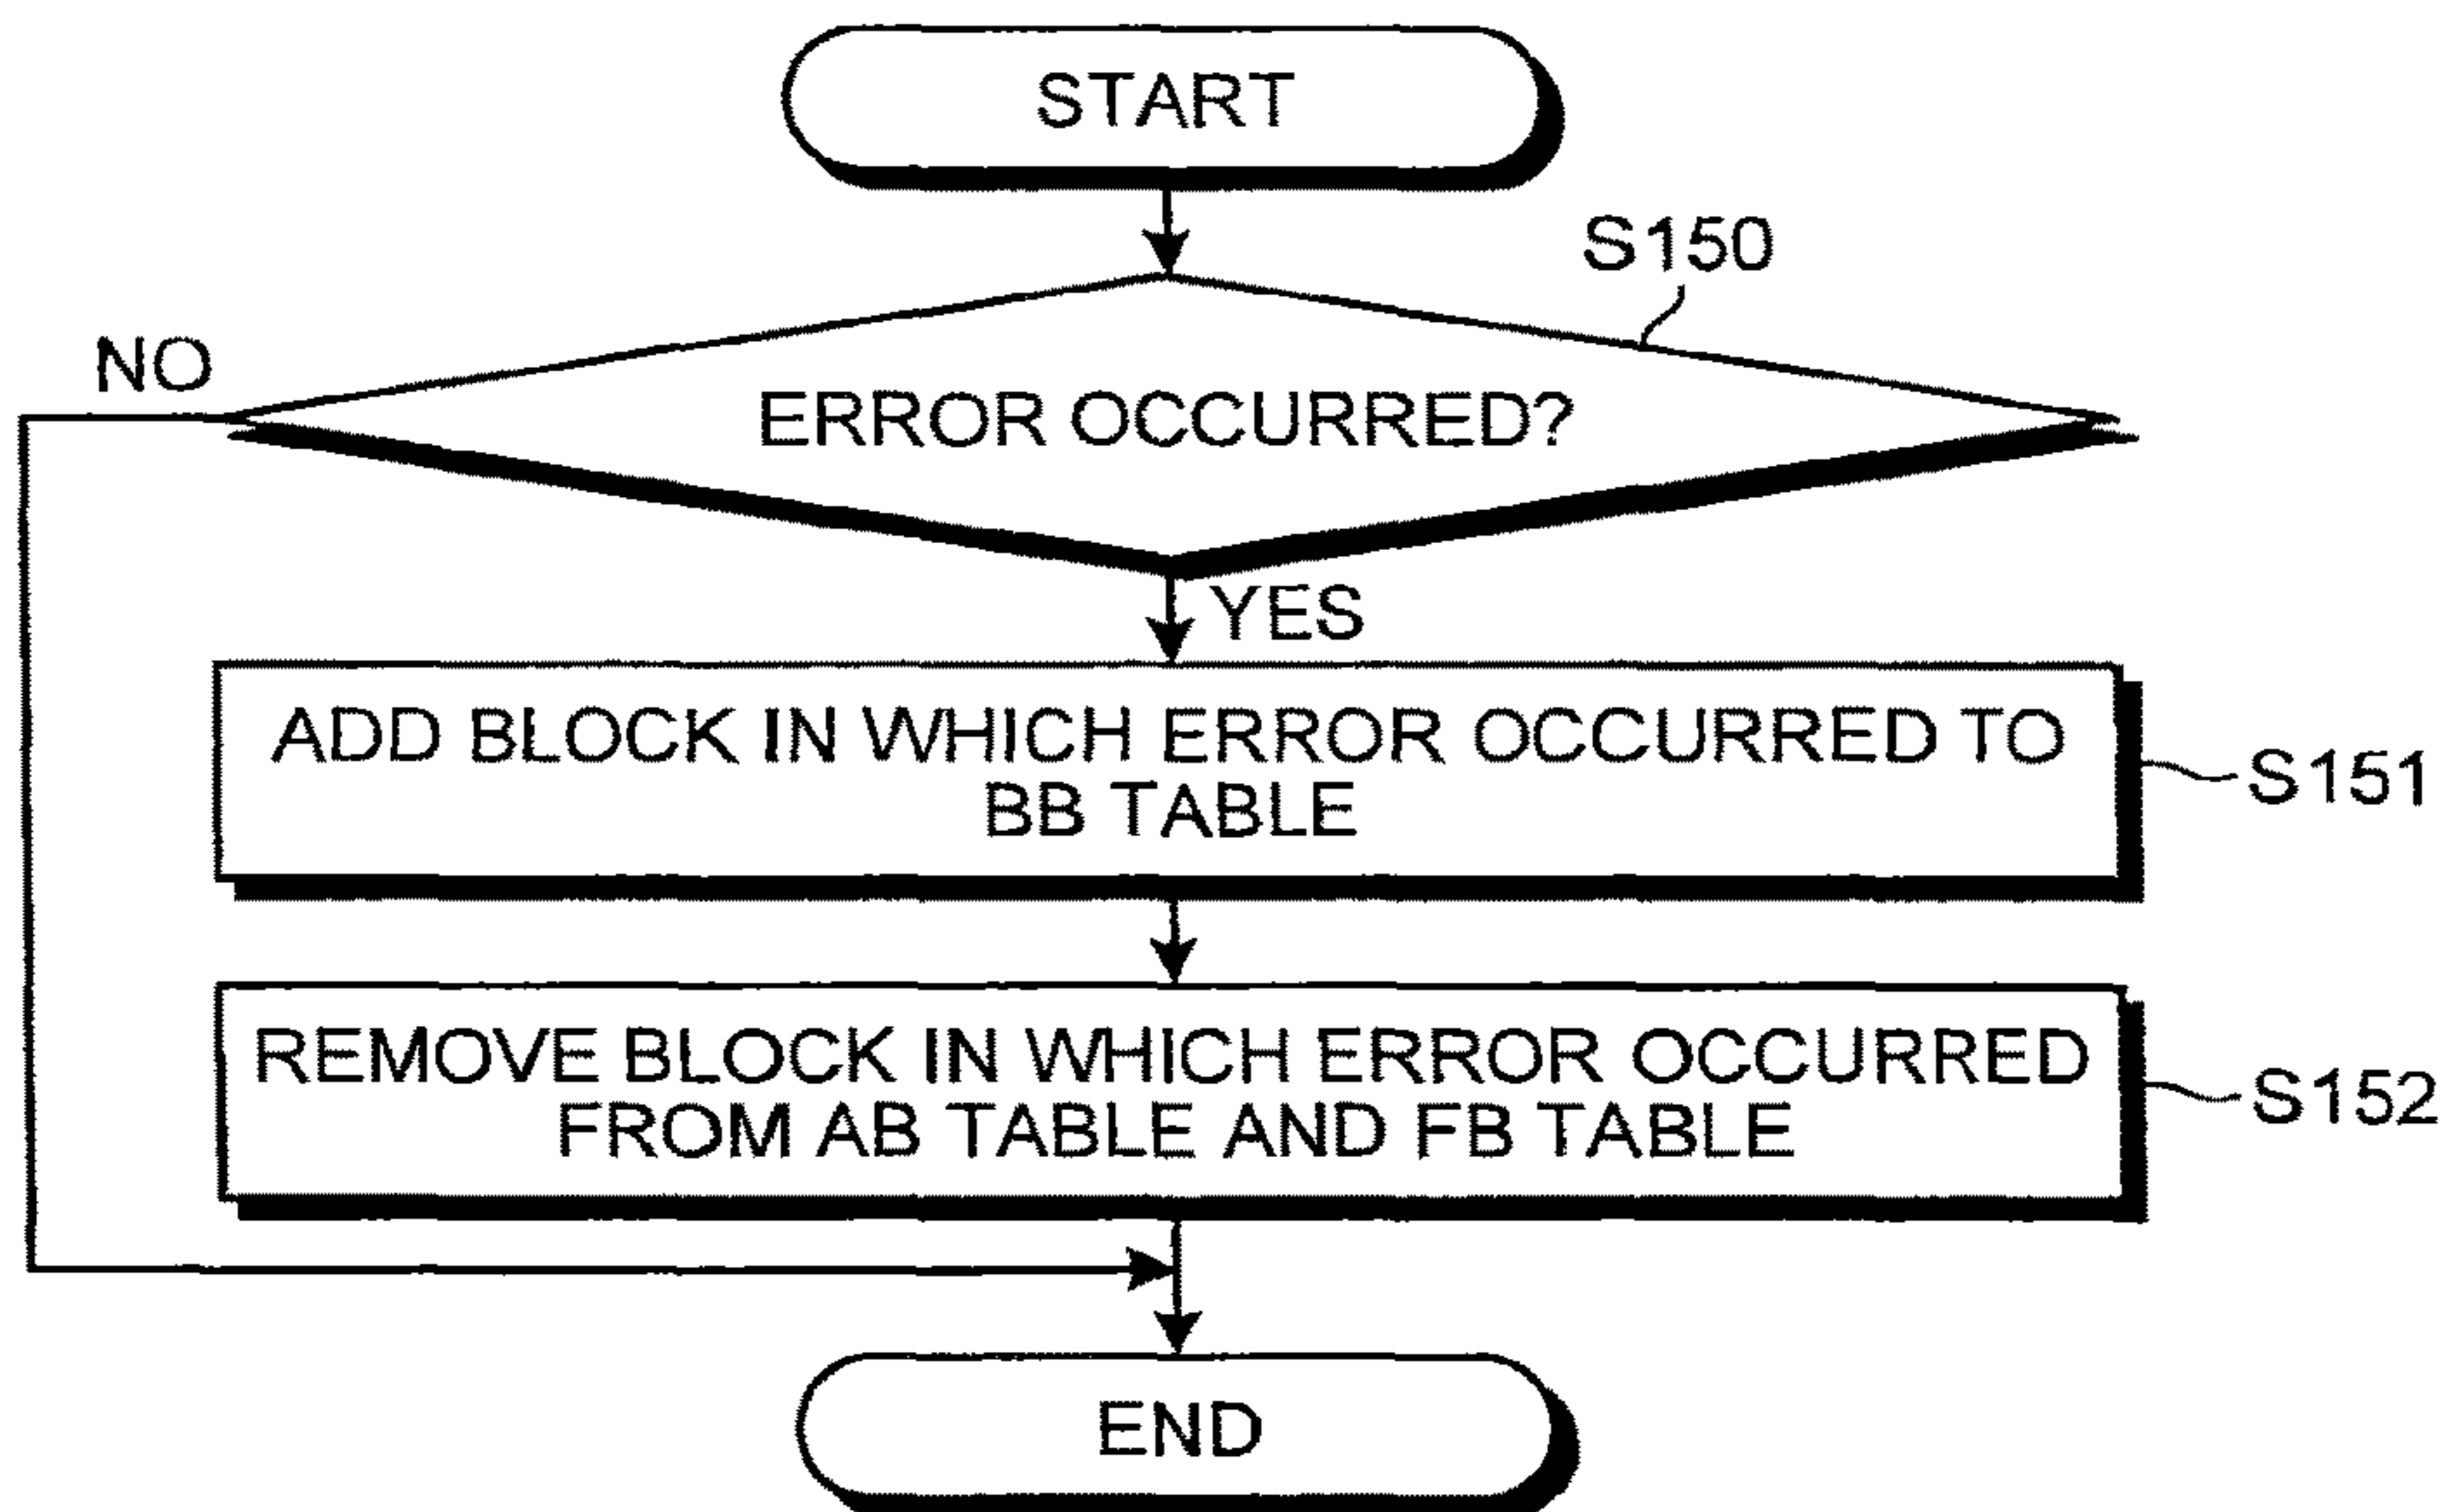 START
S150
NO
ERROR OCCURRED?
YES
ADD BLOCK IN WHICH ERROR OCCURRED TO
BB TABLE
S151
REMOVE BLOCK IN WHICH ERROR OCCURRED
FROM AB TABLE AND FB TABLE
S152
END